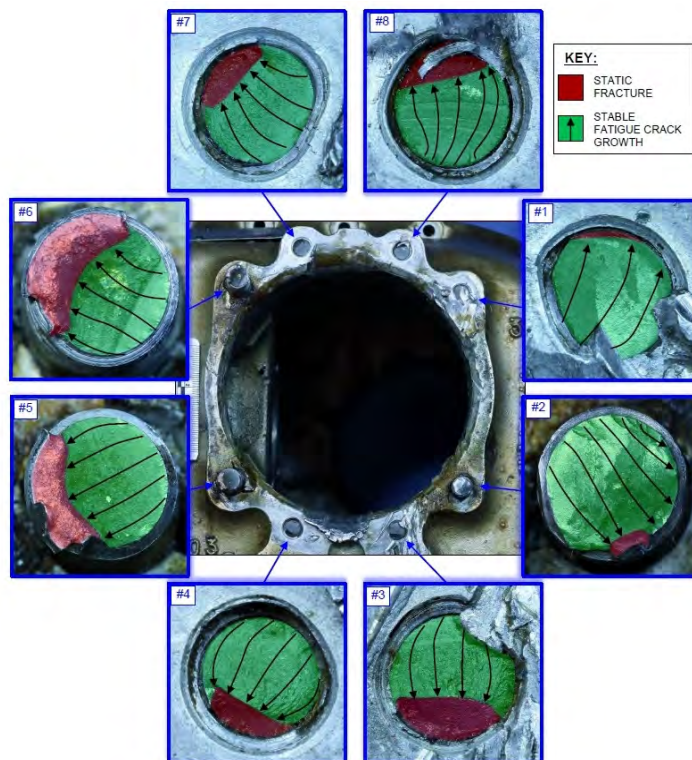 #7
#8
KEY:
STATIC
FRACTURE
STABLE
FATIGUE CRACK
GROWTH
#6
#1
#5
#2
#4
#3